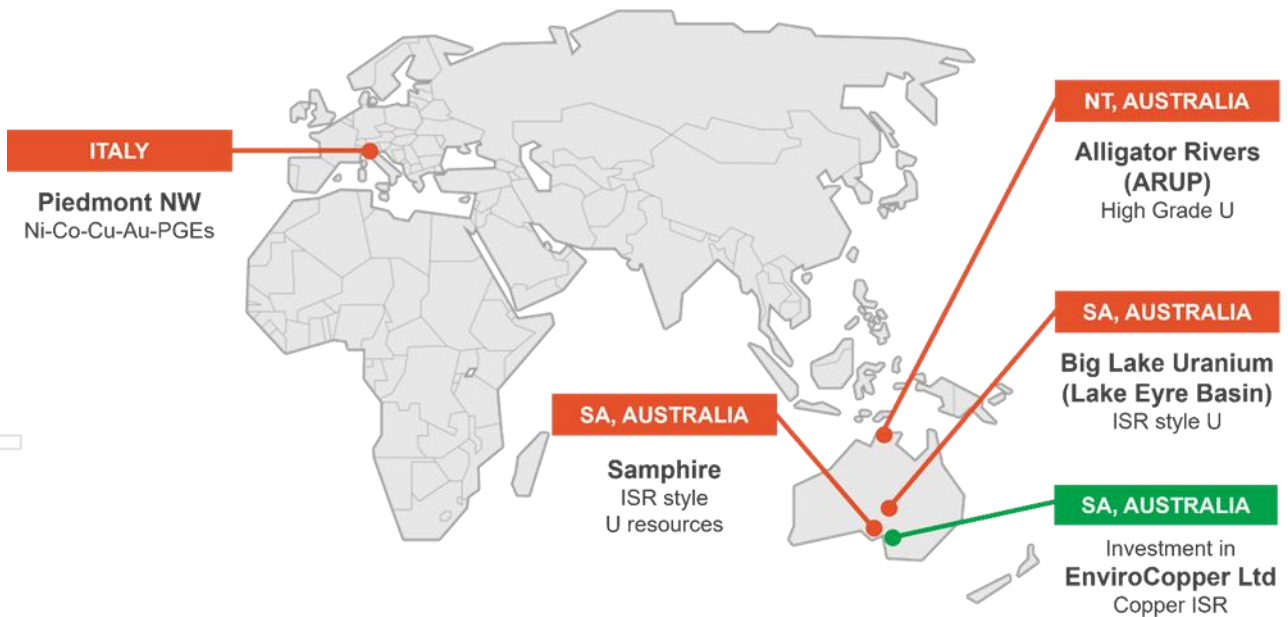 ITALY
Piedmont NW
Ni-Co-Cu-Au-PGEs
NT, AUSTRALIA
Alligator Rivers
(ARUP)
High Grade U
SA, AUSTRALIA
Big Lake Uranium
(Lake Eyre Basin)
ISR style U
SA, AUSTRALIA
Samphire
ISR style
U resources
SA, AUSTRALIA
Investment in
EnviroCopper Ltd
Copper ISR